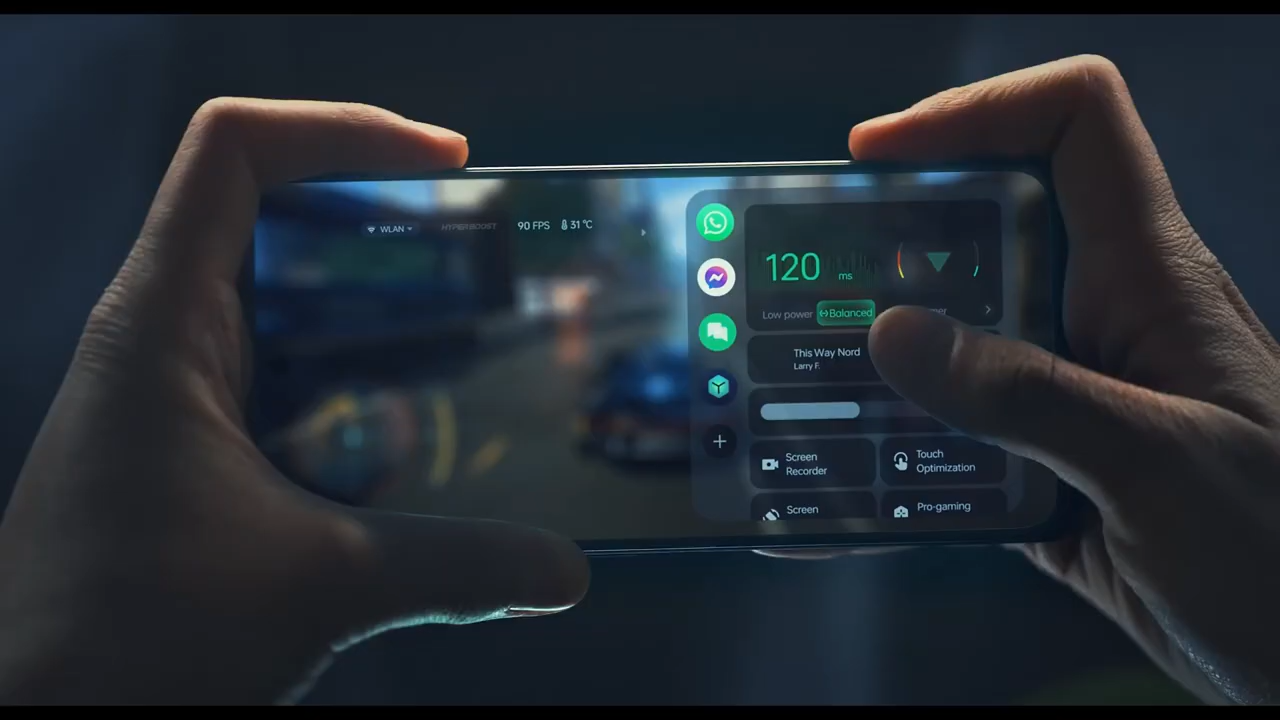 WLAN
HYPERBOOST
90 FPS
31 ℃
120
ms
Low power
Balanced
This Way Nord
Larry F.
Screen
Recorder
Touch
Optimization
Screen
Pro-gaming